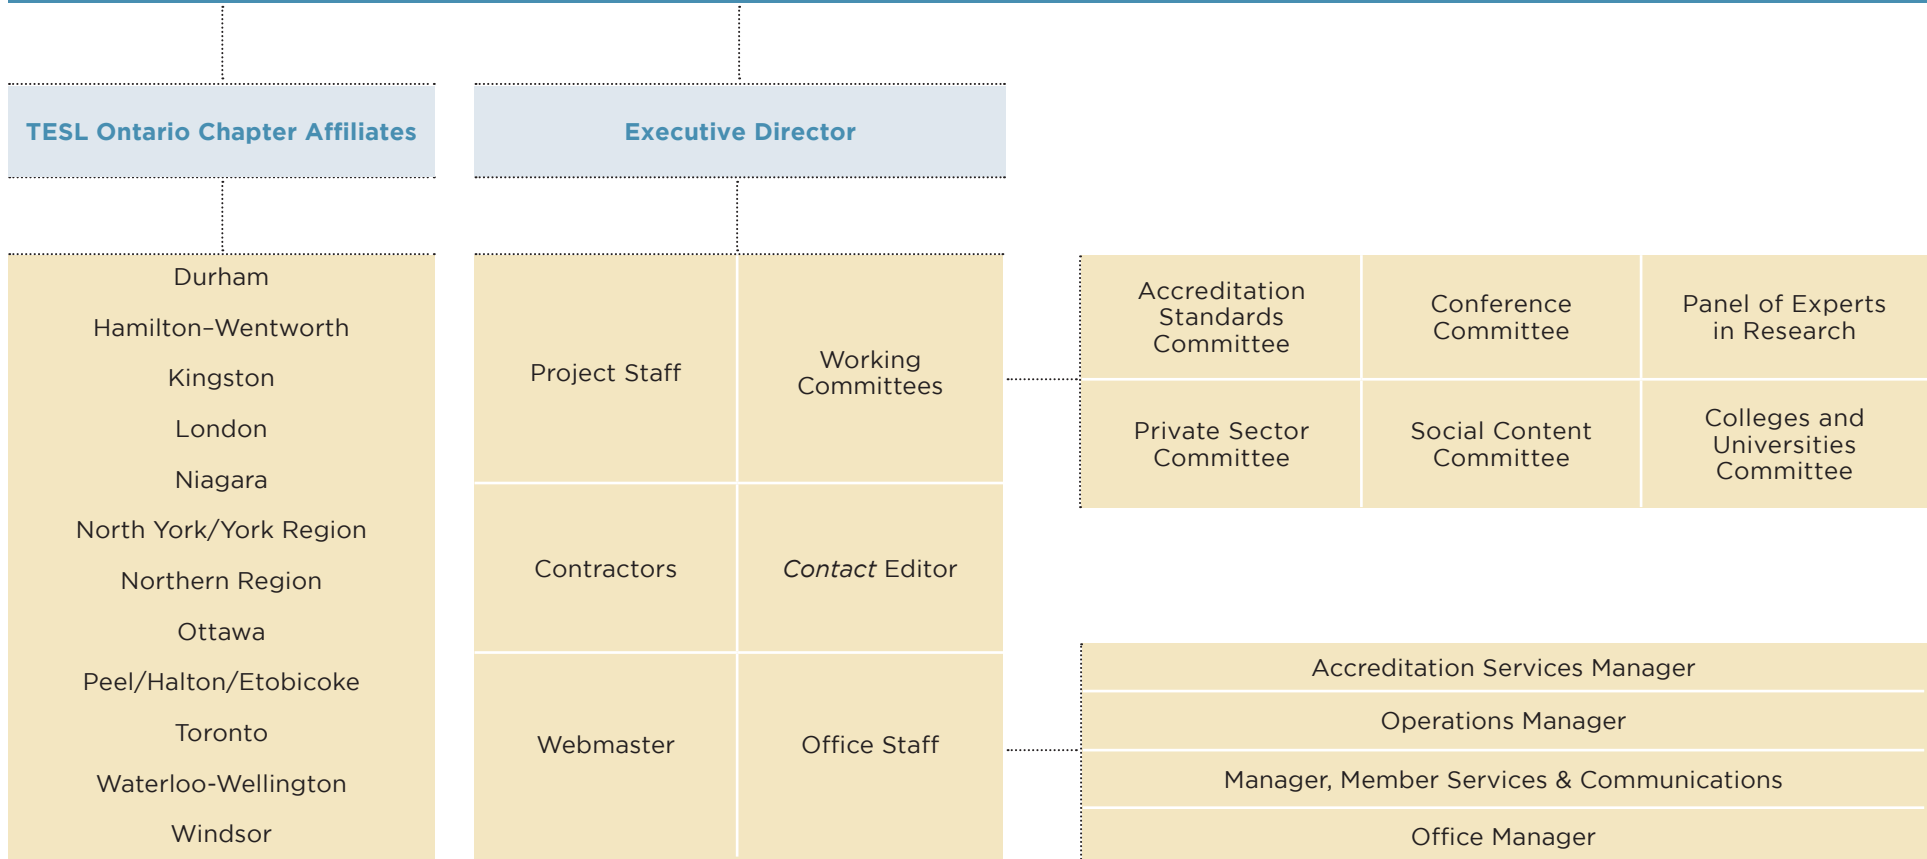 TESL Ontario Chapter Affiliates
Executive Director
Durham
Hamilton–Wentworth
Kingston
London
Niagara
North York/York Region
Northern Region
Ottawa
Peel/Halton/Etobicoke
Toronto
Waterloo-Wellington
Windsor
Project Staff
Working
Committees
Contractors
Contact Editor
Webmaster
Office Staff
Accreditation
Standards
Committee
Conference
Committee
Panel of Experts
in Research
Private Sector
Committee
Social Content
Committee
Colleges and
Universities
Committee
Accreditation Services Manager
Operations Manager
Manager, Member Services & Communications
Office Manager